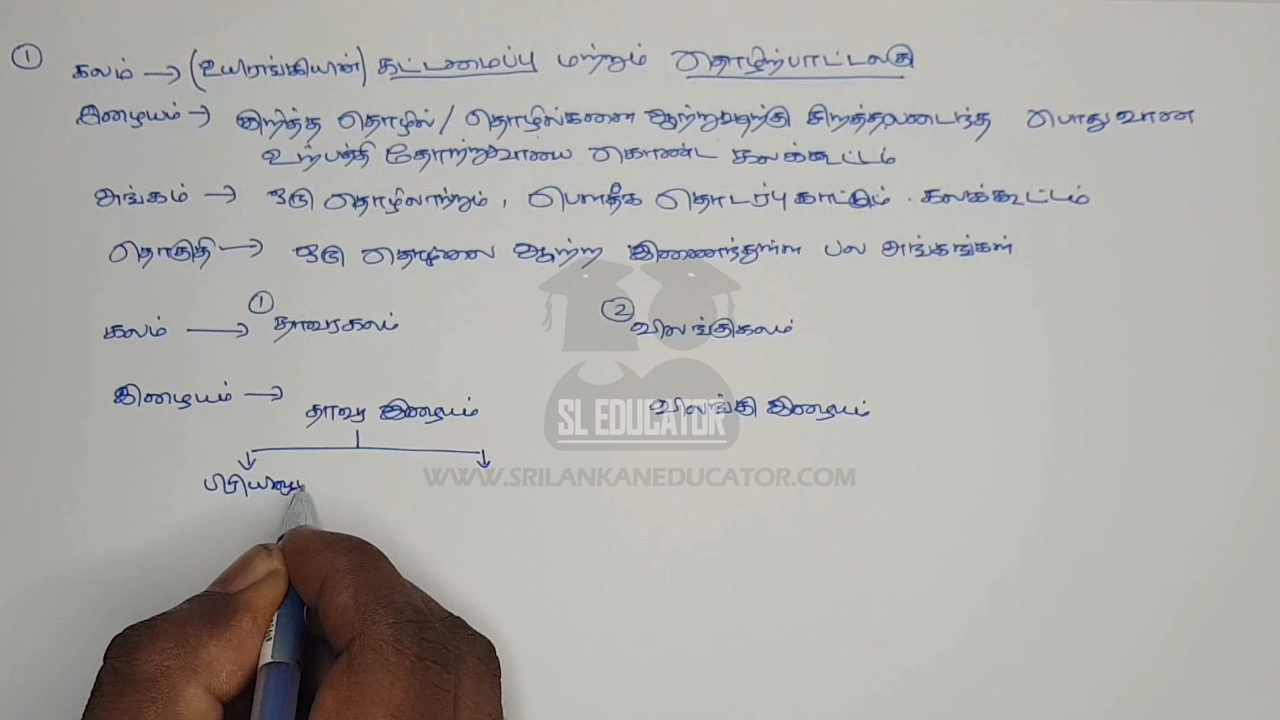 ①
கலம் → (உயிரங்கியின்) கட்டமைப்பு மற்றும் தொழிற்பாட்டலகு
இழையம் → குறித்த தொழில் / தொழில்களை ஆற்றுவதற்கு சிறத்தலடைந்த பொதுவான
உற்பத்தி தோற்றுவாயை கொண்ட கலக்கூட்டம்
அங்கம் → ஒரு தொழிலாற்றும், பௌதீக தொடர்பு காட்டும். கலக்கூட்டம்
தொகுதி → ஒரு தொழிலை ஆற்ற இணைந்துள்ள பல அங்கங்கள்
கலம் → ① தாவரகலம் ② விலங்குகலம்
இழையம் → தாவர இழையம் விலங்கு இழையம்
SL EDUCATOR
WWW.SRILANKANEDUCATOR.COM